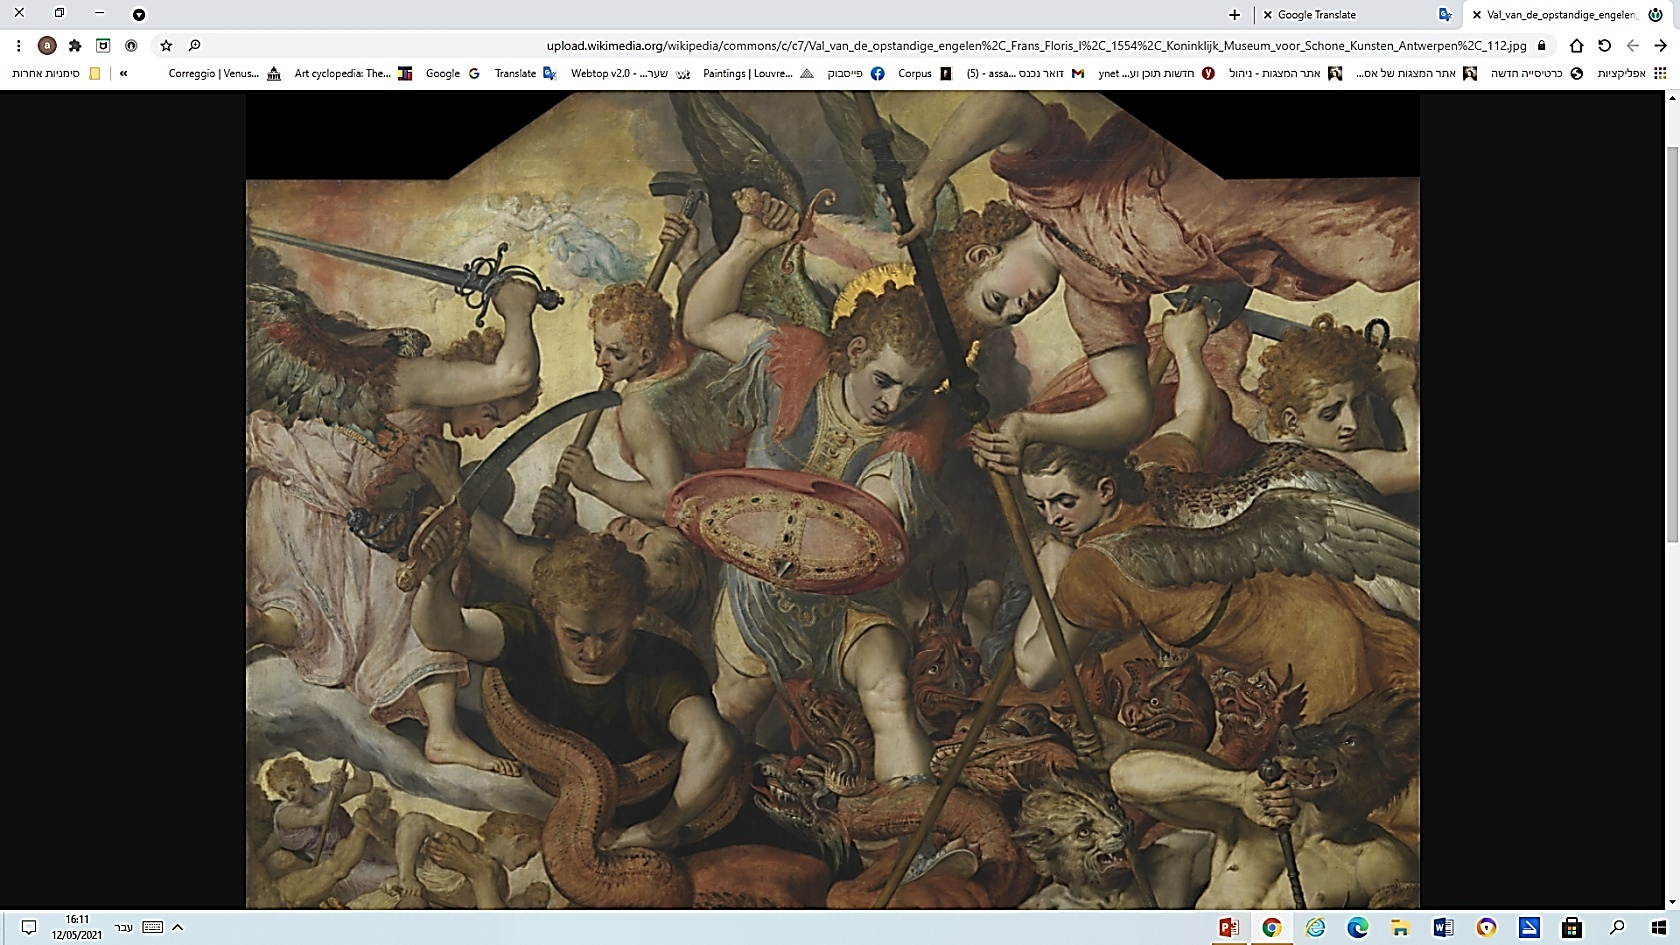 Google Translate
Val_van_de_opstandige_engelen
upload.wikimedia.org/wikipedia/commons/c/c7/Val_van_de_opstandige_engelen%2C_Frans_Floris_I%2C_1554%2C_Koninklijk_Museum_voor_Schone_Kunsten_Antwerpen%2C_112.jpg
אפליקציות כרטיסייה חדשה אתר המצגות של אס... אתר המצגות - ניהול ynet חדשות תוכן וע... דואר נכנס (5) - assa... Corpus פייסבוק Paintings | Louvre... Webtop v2.0 - שער... Translate Google Art cyclopedia: The... Correggio | Venus... » סימניות אחרות
16:11
עבר
12/05/2021